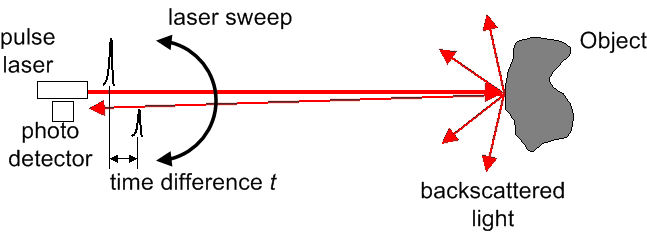 laser sweep
pulse
laser
photo
detector
time difference t
Object
backscattered
light